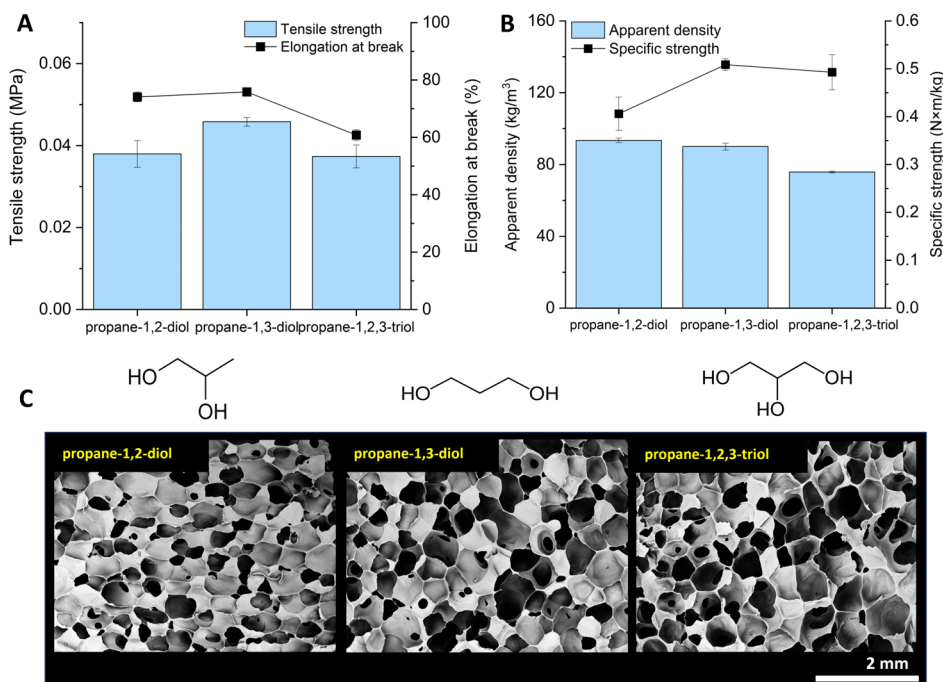 A
Tensile strength
Elongation at break
Tensile strength (MPa)
0.06
0.04
0.02
0.00
100
80
60
40
20
0
Elongation at break (%)
propane-1,2-diol
propane-1,3-diol
propane-1,2,3-triol
B
Apparent density
Specific strength
Apparent density (kg/m³)
160
120
80
40
0
0.6
0.5
0.4
0.3
0.2
0.1
0.0
Specific strength (N×m/kg)
propane-1,2-diol
propane-1,3-diol
propane-1,2,3-triol
HO
OH
HO
OH
HO
OH
HO
C
propane-1,2-diol
propane-1,3-diol
propane-1,2,3-triol
2 mm